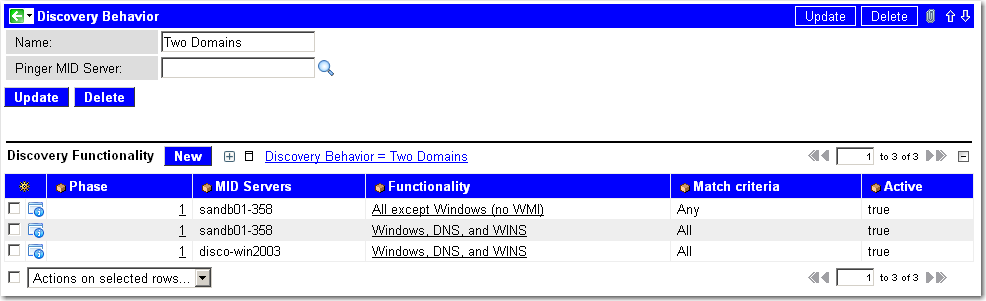 Discovery Behavior Update Delete
Name: Two Domains
Pinger MID Server:
Update Delete
Discovery Functionality New Discovery Behavior = Two Domains 1 to 3 of 3
Phase MID Servers Functionality Match criteria Active
1 sandb01-358 All except Windows (no WMI) Any true
1 sandb01-358 Windows, DNS, and WINS All true
1 disco-win2003 Windows, DNS, and WINS All true
Actions on selected rows... 1 to 3 of 3